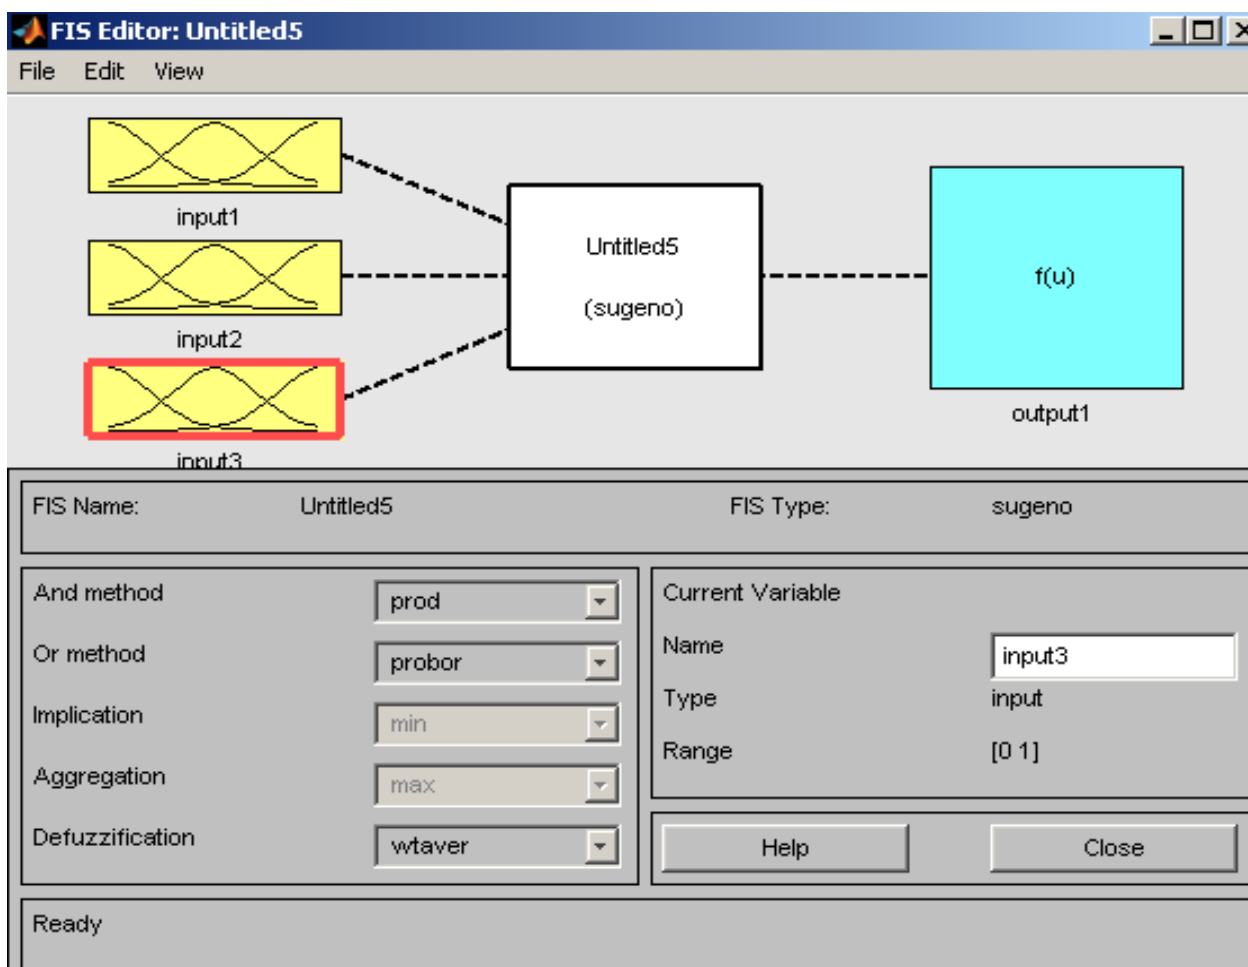 FIS Editor: Untitled5
File Edit View
input1
input2
input3
Untitled5
(sugeno)
f(u)
output1
FIS Name: Untitled5 FIS Type: sugeno
And method prod
Or method probor
Implication min
Aggregation max
Defuzzification wtaver
Current Variable
Name input3
Type input
Range [0 1]
Help Close
Ready